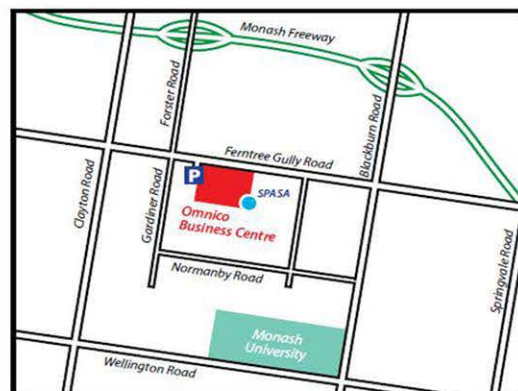 Monash Freeway
Forster Road
Blackburn Road
Ferntree Gully Road
P
SPASA
Clayton Road
Gardiner Road
Omnico
Business Centre
Springvale Road
Normanby Road
Monash
University
Wellington Road